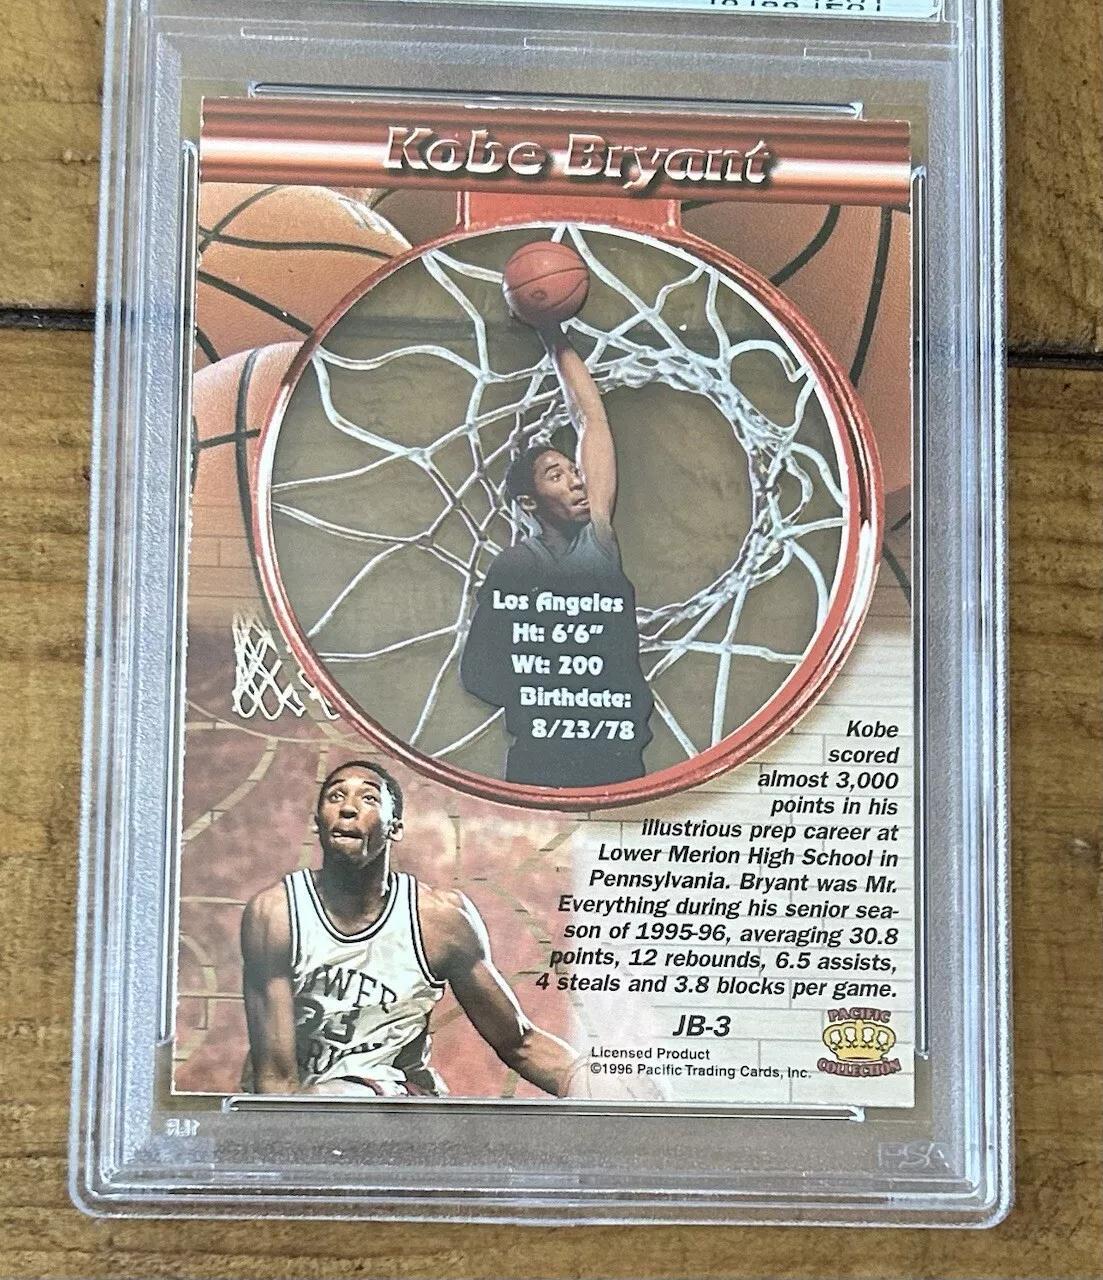 Kobe Bryant
Los Angeles
Ht: 6'6"
Wt: 200
Birthdate:
8/23/78
Kobe
scored
almost 3,000
points in his
illustrious prep career at
Lower Merion High School in
Pennsylvania. Bryant was Mr.
Everything during his senior sea-
son of 1995-96, averaging 30.8
points, 12 rebounds, 6.5 assists,
4 steals and 3.8 blocks per game.
LOWER
33
JB-3
PACIFIC
COLLECTION
Licensed Product
©1996 Pacific Trading Cards, Inc.
PSA